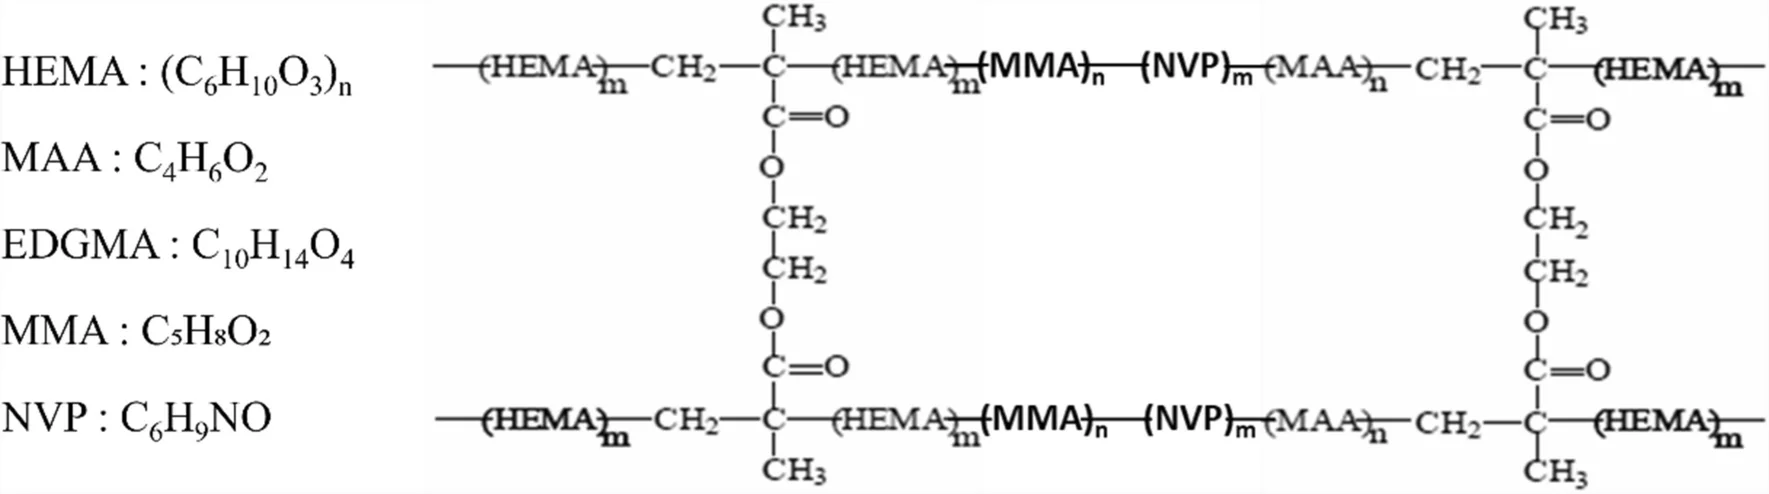 HEMA : (C₆H₁₀O₃)ₙ
MAA : C₄H₆O₂
EDGMA : C₁₀H₁₄O₄
MMA : C₅H₈O₂
NVP : C₆H₉NO
CH₃ CH₃
(HEMA)ₘ CH₂ C (HEMA)ₘ (MMA)ₙ (NVP)ₘ (MAA)ₙ CH₂ C (HEMA)ₘ
C=O C=O
O O
CH₂ CH₂
CH₂ CH₂
O O
C=O C=O
(HEMA)ₘ CH₂ C (HEMA)ₘ (MMA)ₙ (NVP)ₘ (MAA)ₙ CH₂ C (HEMA)ₘ
CH₃ CH₃